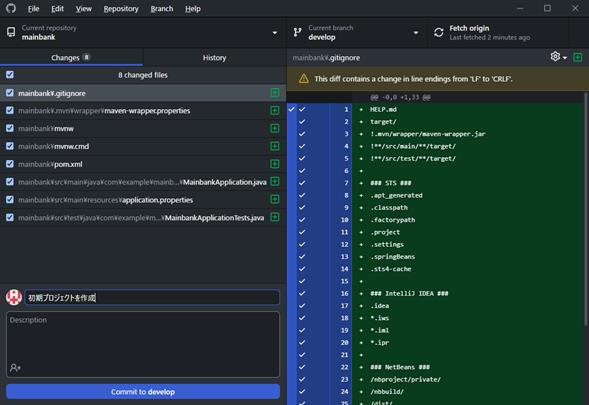 File Edit View Repository Branch Help
Current repository
mainbank
Current branch
develop
Fetch origin
Last fetched 2 minutes ago
Changes 8
History
8 changed files
mainbank¥.gitignore
mainbank¥.mvn¥wrapper¥maven-wrapper.properties
mainbank¥mvnw
mainbank¥mvnw.cmd
mainbank¥pom.xml
mainbank¥src¥main¥java¥com¥example¥mainb...¥MainbankApplication.java
mainbank¥src¥main¥resources¥application.properties
mainbank¥src¥test¥java¥com¥example¥m...¥MainbankApplicationTests.java
初期プロジェクトを作成
Description
Commit to develop
mainbank¥.gitignore
This diff contains a change in line endings from 'LF' to 'CRLF'.
@@ -0,0 +1,33 @@
1 + HELP.md
2 + target/
3 + !.mvn/wrapper/maven-wrapper.jar
4 + !**/src/main/**/target/
5 + !**/src/test/**/target/
6 +
7 + ### STS ###
8 + .apt_generated
9 + .classpath
10 + .factorypath
11 + .project
12 + .settings
13 + .springBeans
14 + .sts4-cache
15 +
16 + ### IntelliJ IDEA ###
17 + .idea
18 + *.iws
19 + *.iml
20 + *.ipr
21 +
22 + ### NetBeans ###
23 + /nbproject/private/
24 + /nbbuild/
25 + /dist/